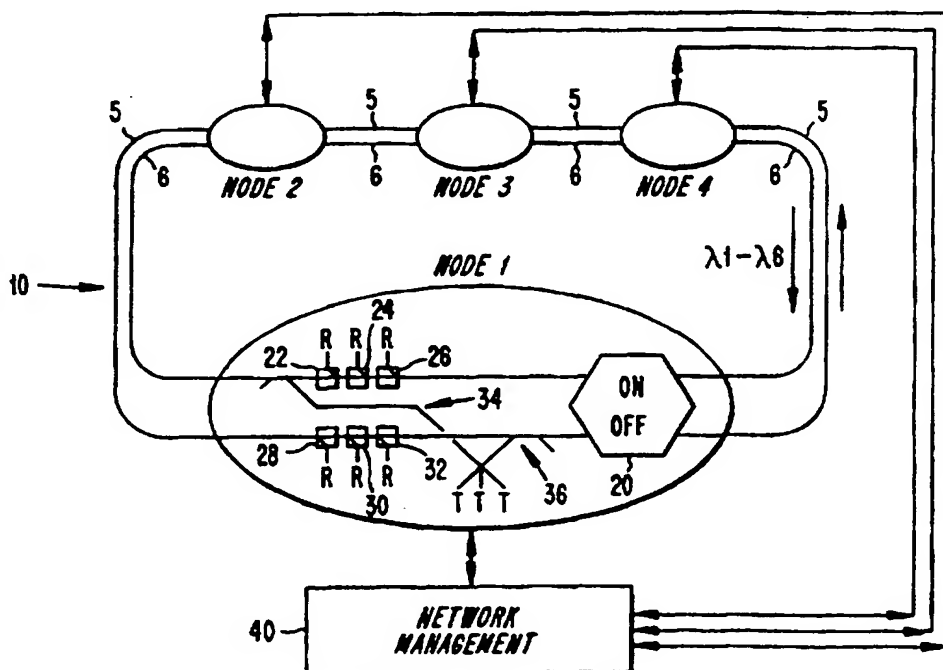 5
5
5
5
6
6
6
6
NODE 2
NODE 3
NODE 4
λ1-λ6
10
NODE 1
R R R
22
24
26
ON
OFF
34
28
R R R
30
32
T T T
36
20
40
NETWORK
MANAGEMENT